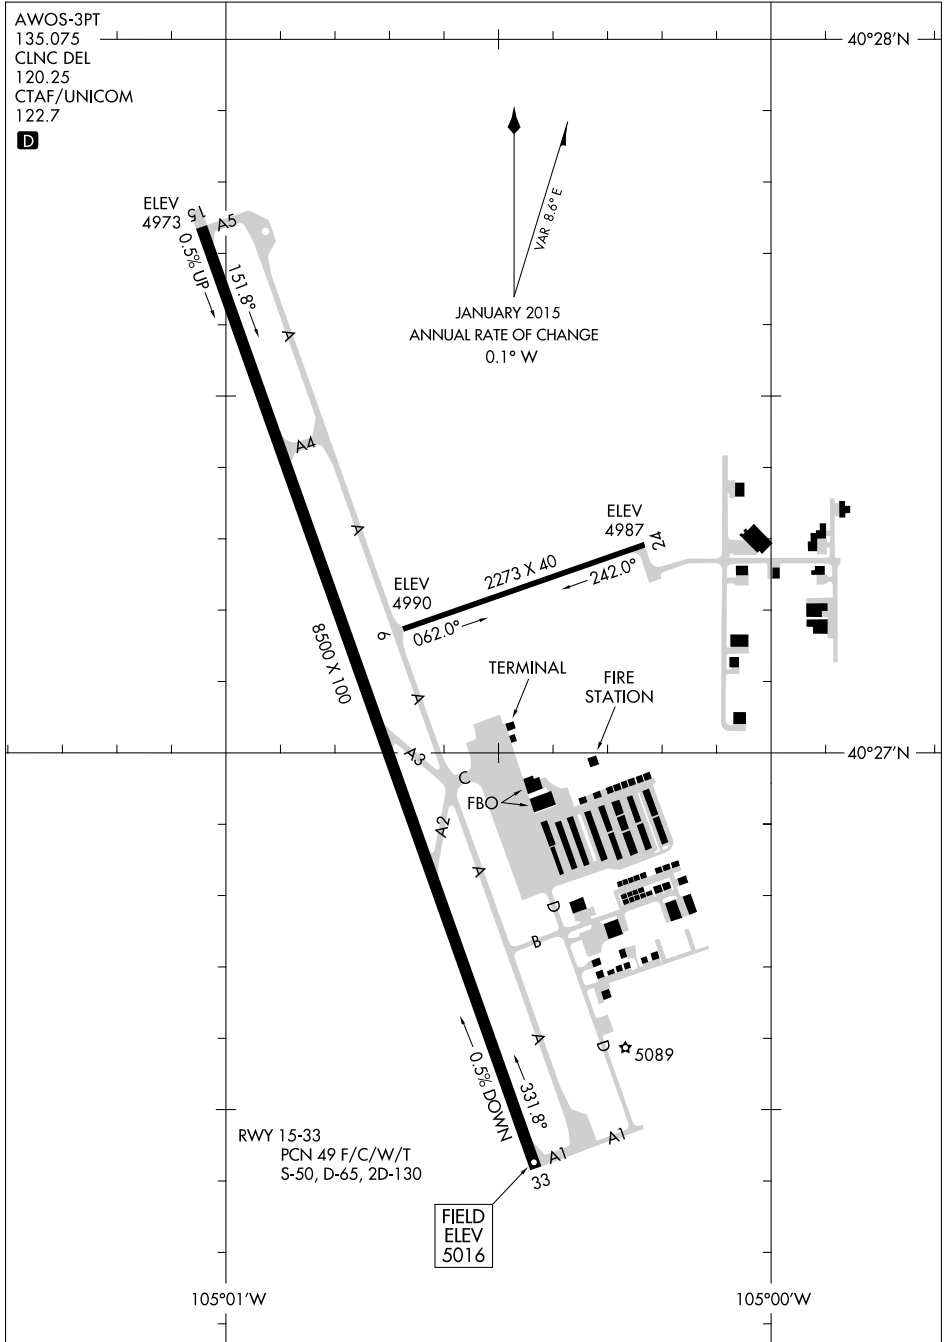 AWOS-3PT
135.075
CLNC DEL
120.25
CTAF/UNICOM
122.7
D
40°28'N
VAR 8.6° E
JANUARY 2015
ANNUAL RATE OF CHANGE
0.1° W
ELEV
4973
15
A5
0.5% UP
151.8°
A
A4
A
ELEV
4987
24
2273 X 40
242.0°
ELEV
4990
062.0°
6
8500 X 100
A
TERMINAL
FIRE
STATION
40°27'N
A3
C
FBO
A2
A
D
B
A
D
5089
0.5% DOWN
331.8°
A1
A1
33
RWY 15-33
PCN 49 F/C/W/T
S-50, D-65, 2D-130
FIELD
ELEV
5016
105°01'W
105°00'W